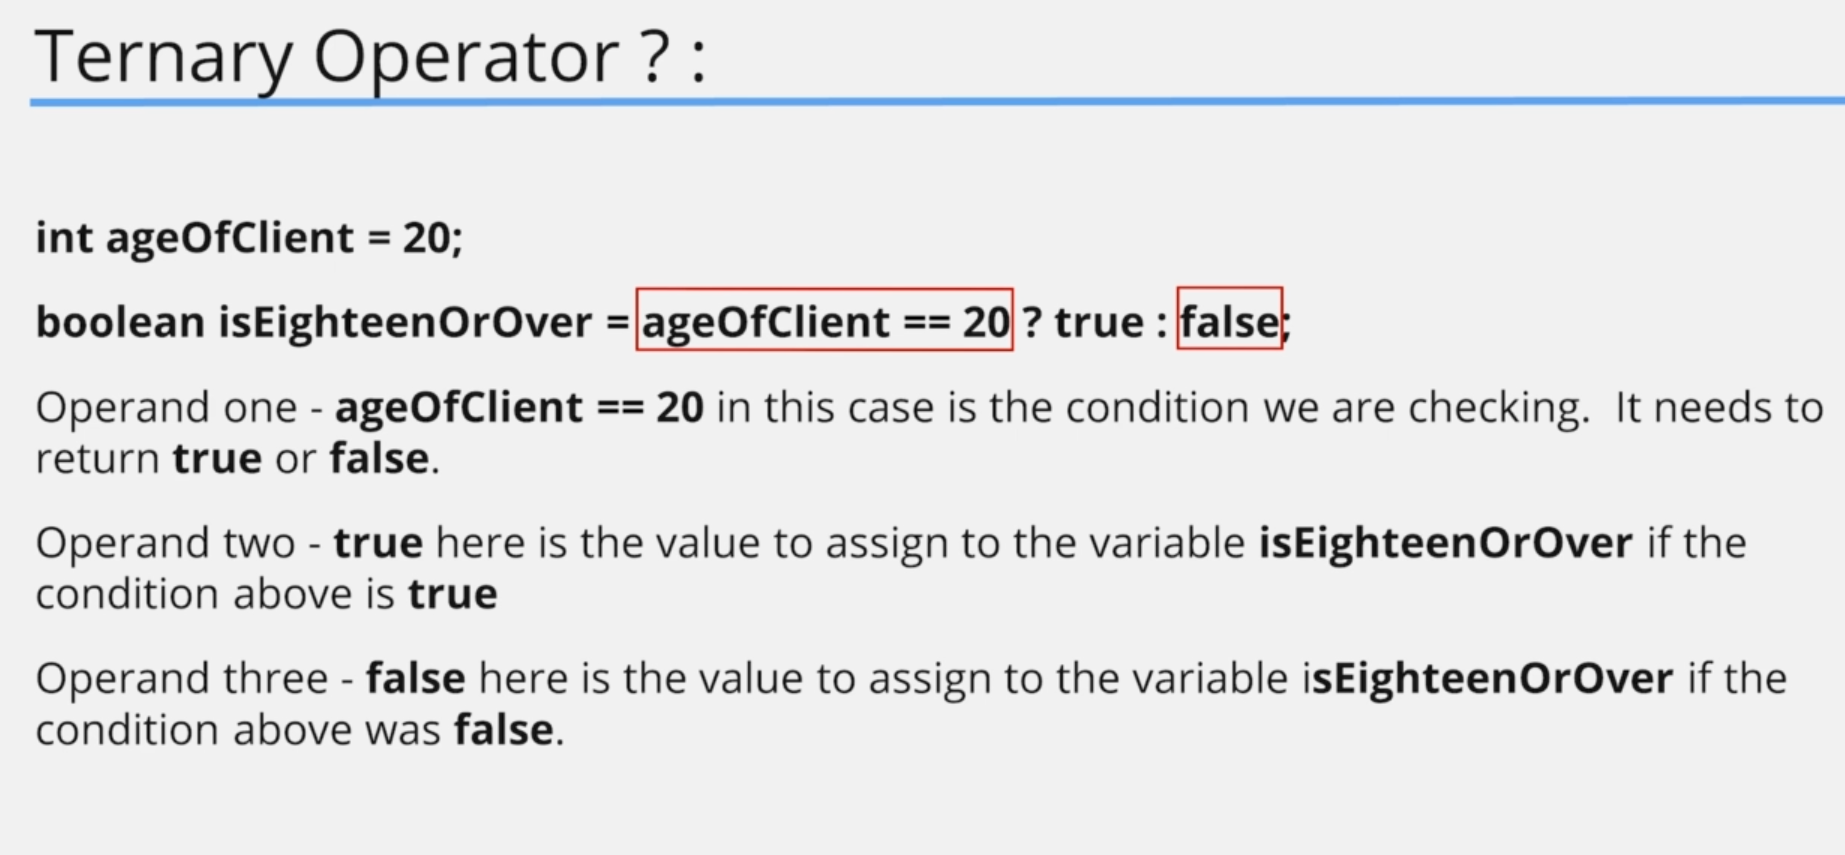 Ternary Operator ? :
int ageOfClient = 20;
boolean isEighteenOrOver = ageOfClient == 20 ? true : false;
Operand one - ageOfClient == 20 in this case is the condition we are checking.  It needs to
return true or false.
Operand two - true here is the value to assign to the variable isEighteenOrOver if the
condition above is true
Operand three - false here is the value to assign to the variable isEighteenOrOver if the
condition above was false.